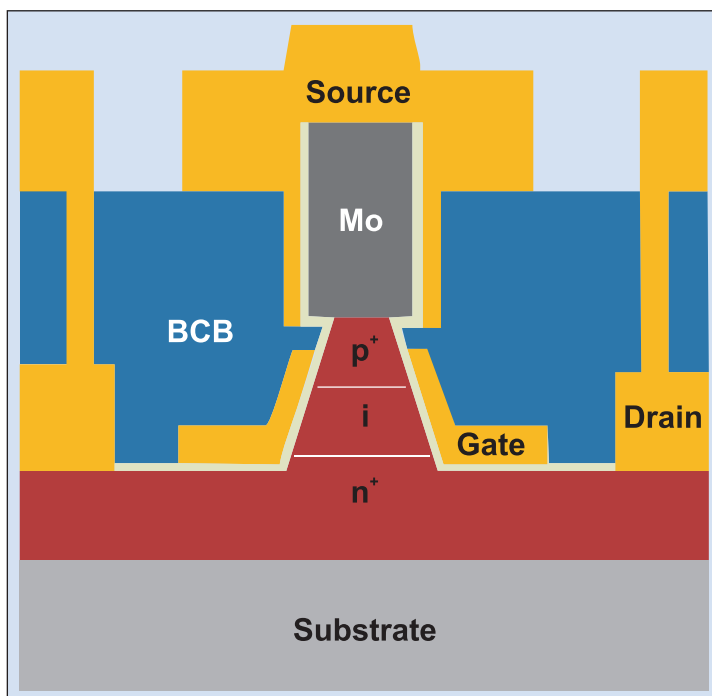 Source
Mo
BCB
p⁺
i
Drain
Gate
n⁺
Substrate